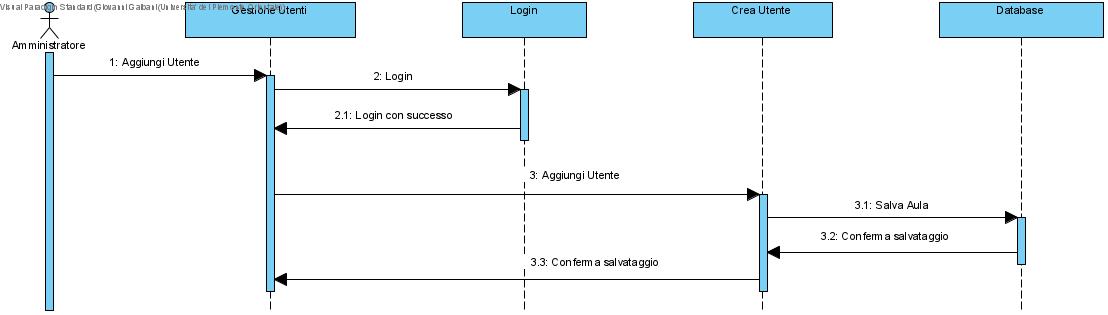 Visual Paradigm Standard (Giovanni Galbani (Universita' del Piemonte Orientale)
Gestione Utenti
Login
Crea Utente
Database
Amministratore
1: Aggiungi Utente
2: Login
2.1: Login con successo
3: Aggiungi Utente
3.1: Salva Aula
3.2: Conferma salvataggio
3.3: Conferma salvataggio